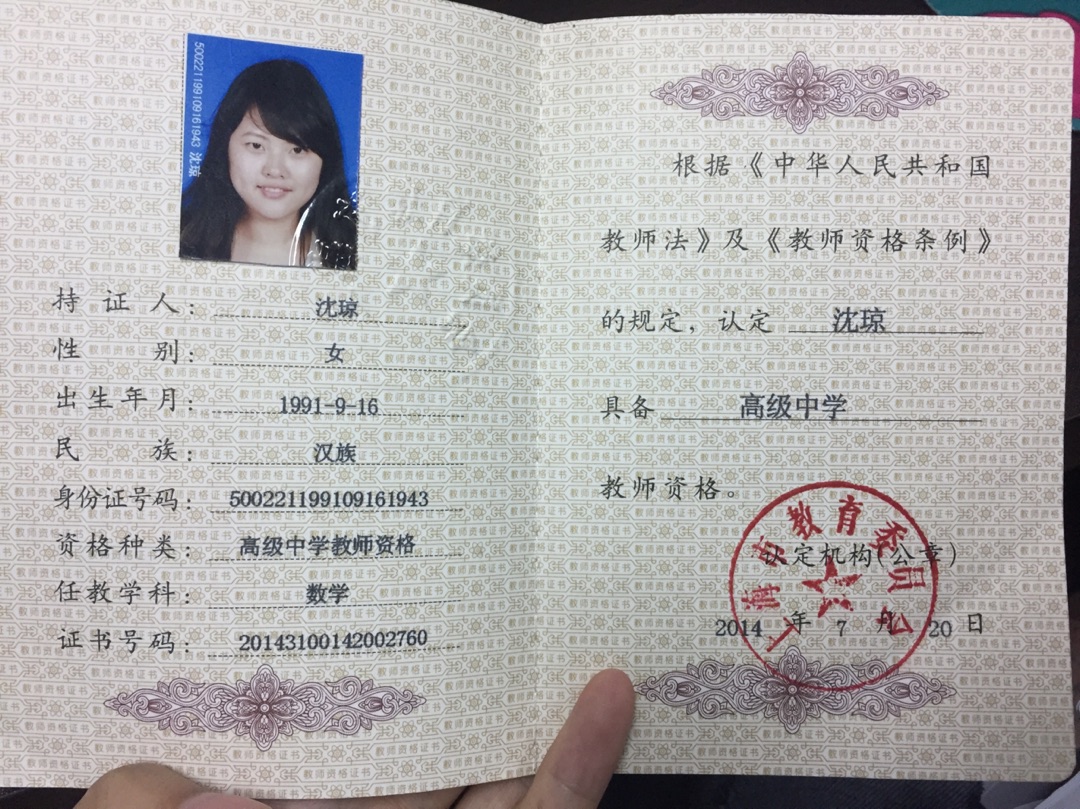 500221199109161943 沈琼
持证人： 沈琼
性别： 女
出生年月： 1991-9-16
民族： 汉族
身份证号码： 500221199109161943
资格种类： 高级中学教师资格
任教学科： 数学
证书号码： 20143100142002760
根据《中华人民共和国
教师法》及《教师资格条例》
的规定，认定 沈琼
具备 高级中学
教师资格。
上海市教育委员会
认定机构(公章)
2014 年 7 月 20 日